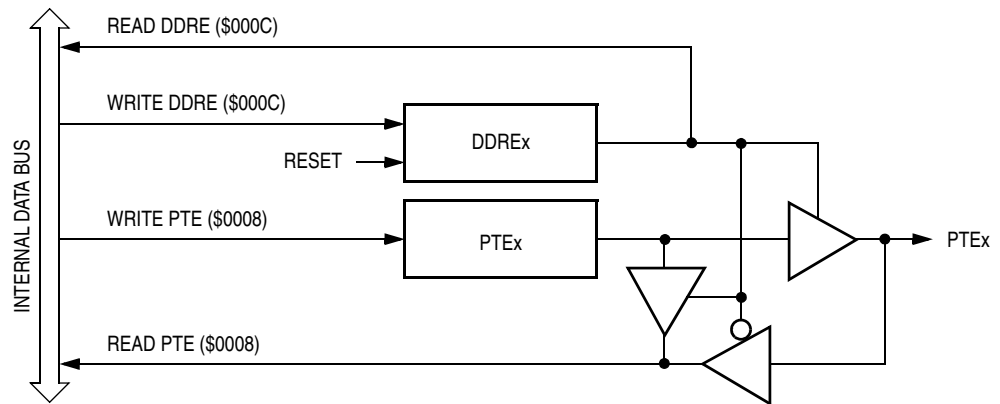 READ DDRE ($000C)
WRITE DDRE ($000C)
DDREx
RESET
WRITE PTE ($0008)
PTEx
PTEx
READ PTE ($0008)
INTERNAL DATA BUS